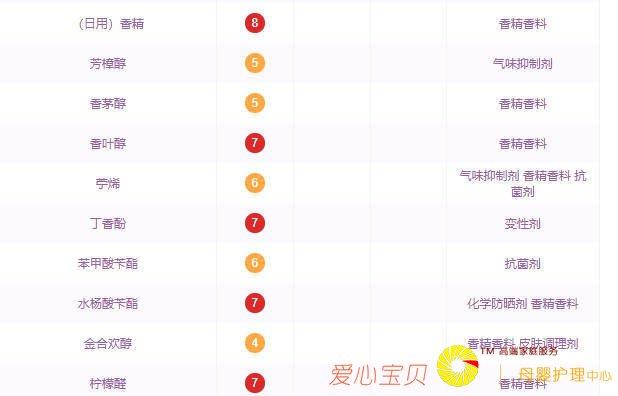 （日用）香精 8 香精香料
芳樟醇 5 气味抑制剂
香茅醇 5 香精香料
香叶醇 7 香精香料
苧烯 6 气味抑制剂 香精香料 抗
菌剂
丁香酚 7 变性剂
苯甲酸苄酯 6 抗菌剂
水杨酸苄酯 7 化学防晒剂 香精香料
金合欢醇 4 香精香料 皮肤调理剂
TM 高端家庭服务
爱心宝贝 母婴护理中心
柠檬醛 7 香精香料